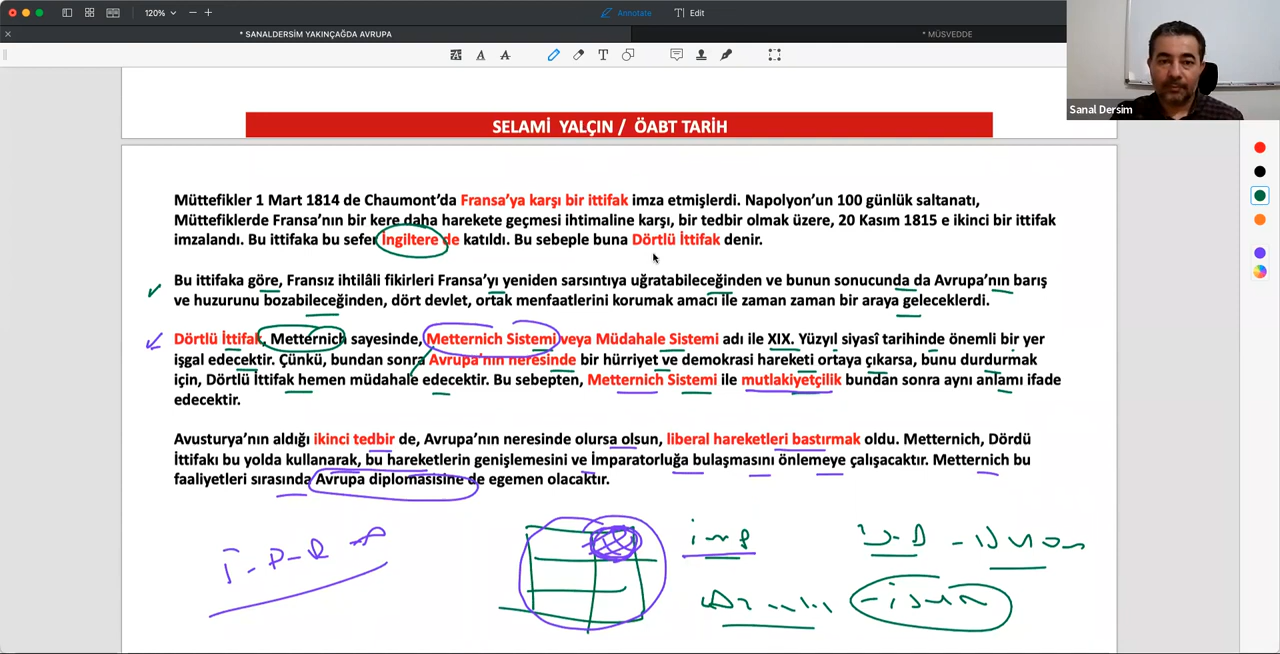 120%
Annotate
Edit
* SANALDERSİM YAKINÇAĞDA AVRUPA
* MÜSVEDDE
Sanal Dersim
SELAMİ YALÇIN / ÖABT TARİH
Müttefikler 1 Mart 1814 de Chaumont'da Fransa'ya karşı bir ittifak imza etmişlerdi. Napolyon'un 100 günlük saltanatı,
Müttefiklerde Fransa'nın bir kere daha harekete geçmesi ihtimaline karşı, bir tedbir olmak üzere, 20 Kasım 1815 e ikinci bir ittifak
imzalandı. Bu ittifaka bu sefer İngiltere de katıldı. Bu sebeple buna Dörtlü İttifak denir.
Bu ittifaka göre, Fransız ihtilâli fikirleri Fransa'yı yeniden sarsıntıya uğratabileceğinden ve bunun sonucunda da Avrupa'nın barış
ve huzurunu bozabileceğinden, dört devlet, ortak menfaatlerini korumak amacı ile zaman zaman bir araya geleceklerdi.
Dörtlü İttifak, Metternich sayesinde, Metternich Sistemi veya Müdahale Sistemi adı ile XIX. Yüzyıl siyasî tarihinde önemli bir yer
işgal edecektir. Çünkü, bundan sonra Avrupa'nın neresinde bir hürriyet ve demokrasi hareketi ortaya çıkarsa, bunu durdurmak
için, Dörtlü İttifak hemen müdahale edecektir. Bu sebepten, Metternich Sistemi ile mutlakiyetçilik bundan sonra aynı anlamı ifade
edecektir.
Avusturya'nın aldığı ikinci tedbir de, Avrupa'nın neresinde olursa olsun, liberal hareketleri bastırmak oldu. Metternich, Dördü
İttifakı bu yolda kullanarak, bu hareketlerin genişlemesini ve İmparatorluğa bulaşmasını önlemeye çalışacaktır. Metternich bu
faaliyetleri sırasında Avrupa diplomasisine de egemen olacaktır.
imp